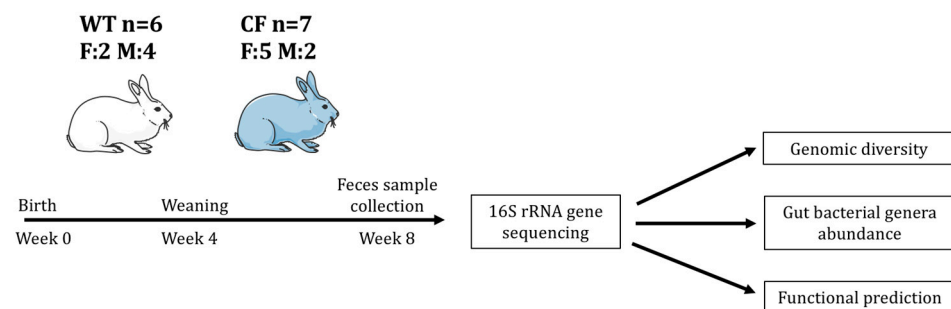 WT n=6
F:2 M:4
CF n=7
F:5 M:2
Birth
Week 0
Weaning
Week 4
Feces sample
collection
Week 8
16S rRNA gene
sequencing
Genomic diversity
Gut bacterial genera
abundance
Functional prediction